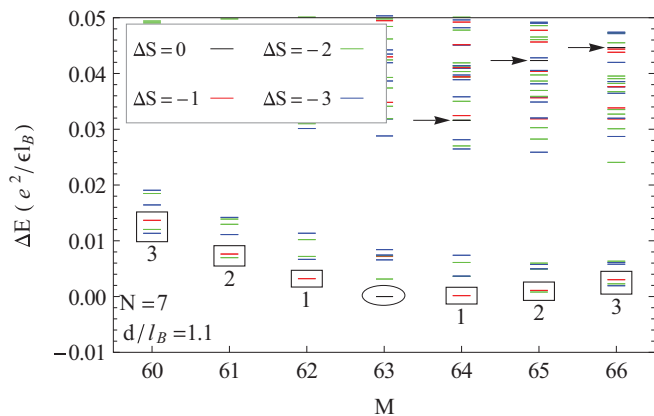 0.05
0.04
0.03
0.02
0.01
0.00
−0.01
ΔE ( e²/ϵl_B )
ΔS = 0
ΔS = −2
ΔS = −1
ΔS = −3
3
2
1
1
2
3
N = 7
d/l_B = 1.1
60 61 62 63 64 65 66
M